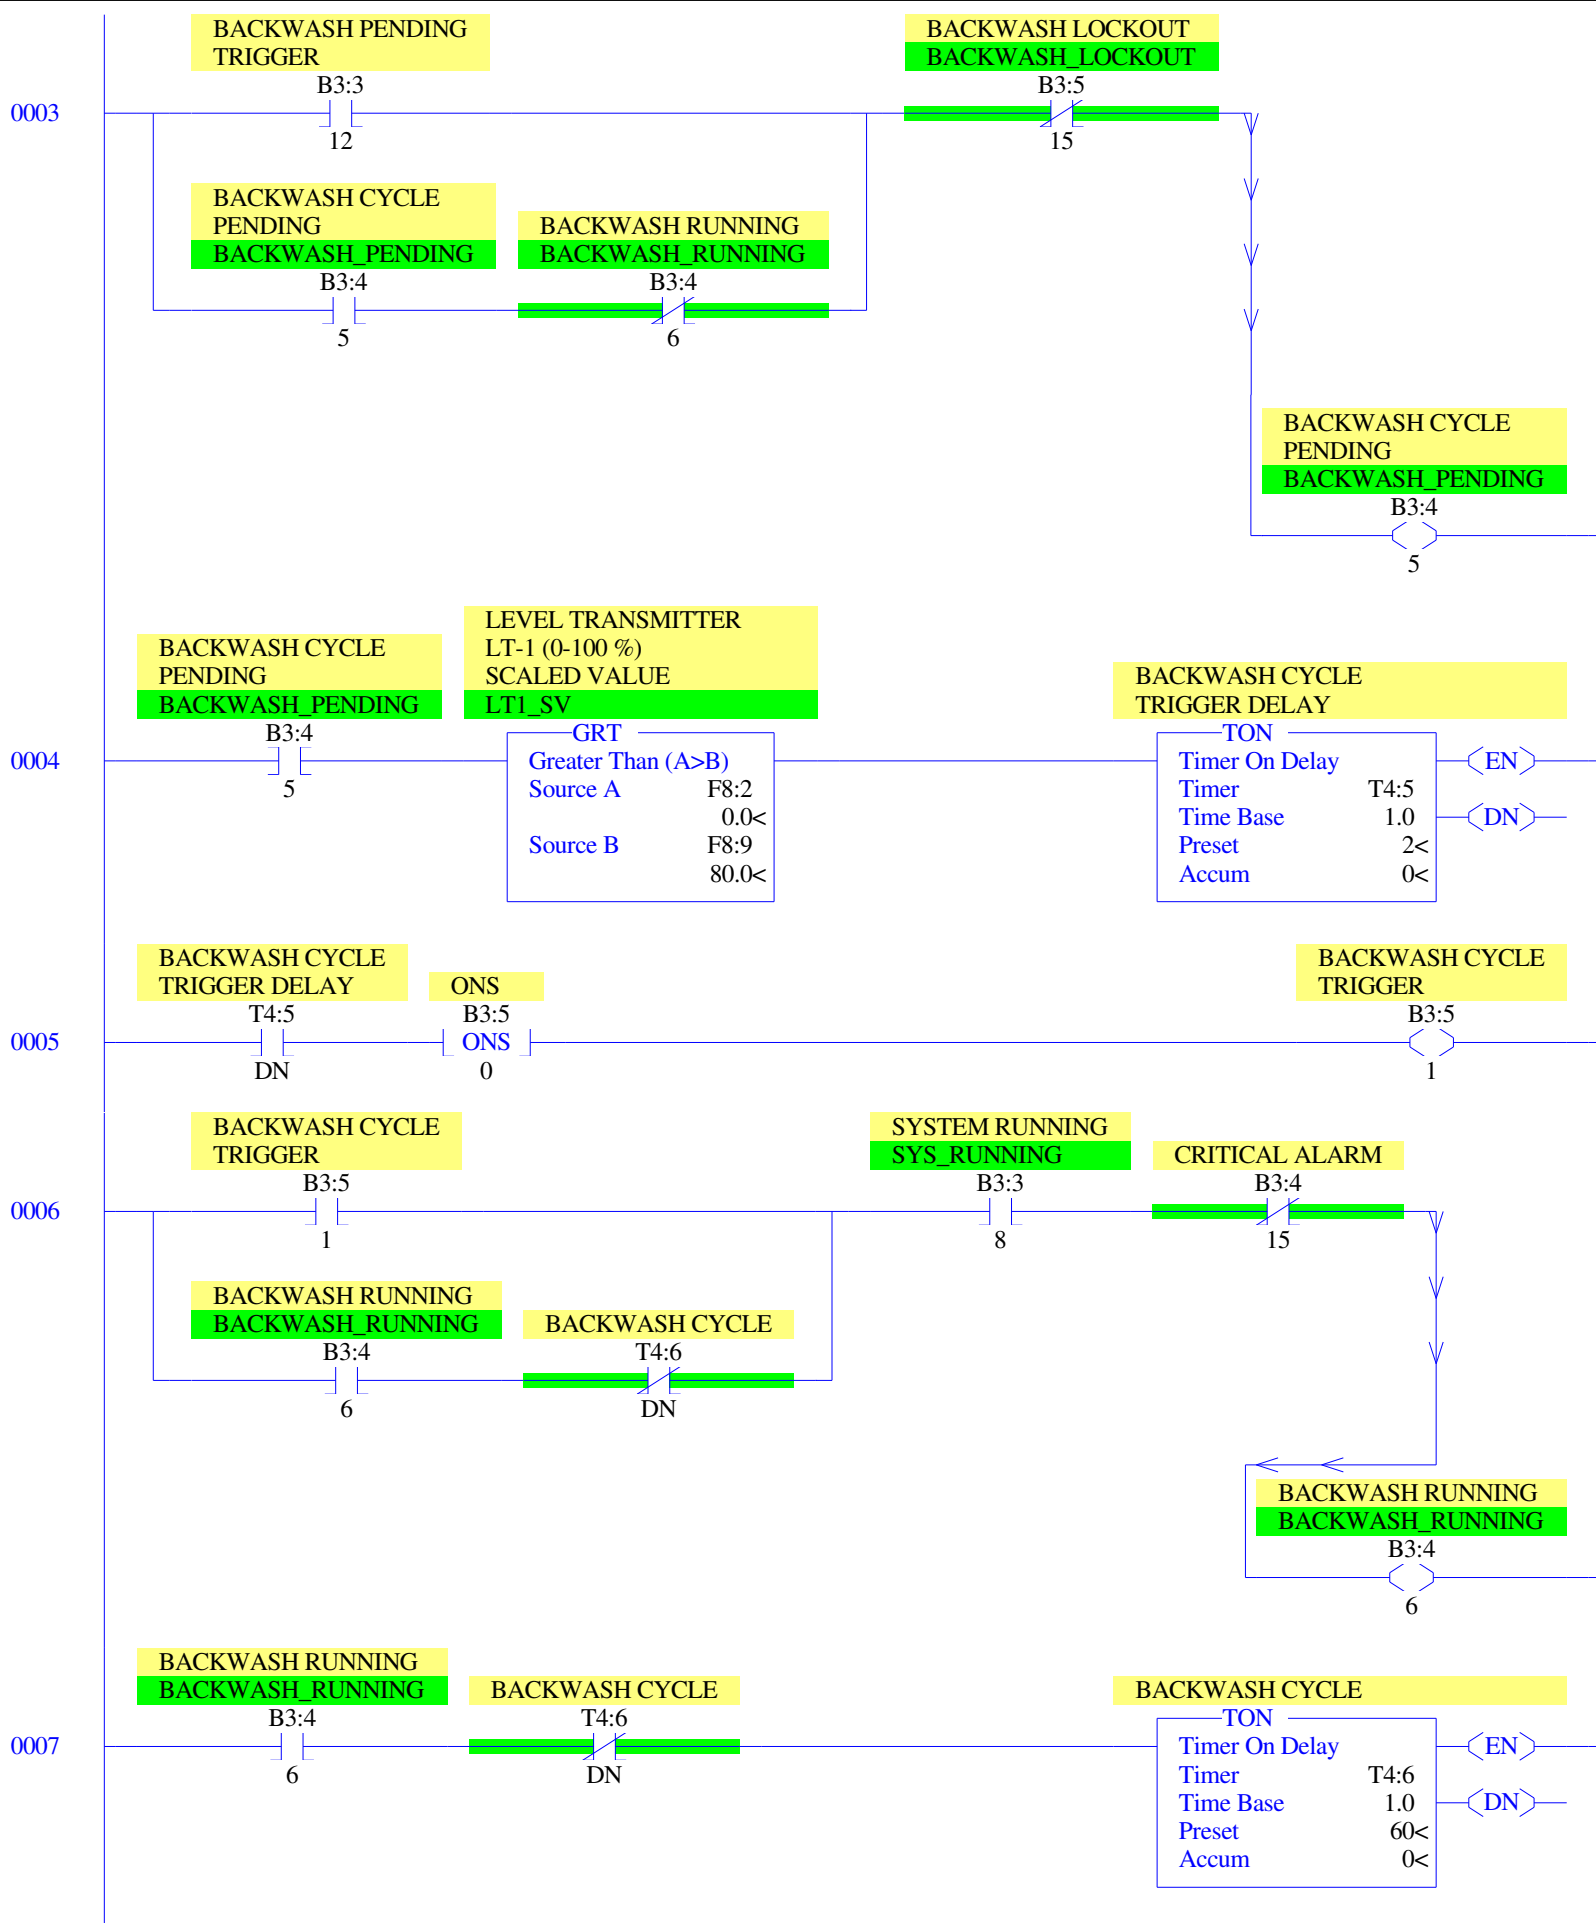 BACKWASH PENDING
TRIGGER
B3:3
12
BACKWASH LOCKOUT
BACKWASH_LOCKOUT
B3:5
15
0003
BACKWASH CYCLE
PENDING
BACKWASH_PENDING
B3:4
5
BACKWASH RUNNING
BACKWASH_RUNNING
B3:4
6
BACKWASH CYCLE
PENDING
BACKWASH_PENDING
B3:4
5
0004
BACKWASH CYCLE
PENDING
BACKWASH_PENDING
B3:4
5
LEVEL TRANSMITTER
LT-1 (0-100 %)
SCALED VALUE
LT1_SV
GRT
Greater Than (A>B)
Source A F8:2
0.0<
Source B F8:9
80.0<
BACKWASH CYCLE
TRIGGER DELAY
TON
Timer On Delay
Timer T4:5
Time Base 1.0
Preset 2<
Accum 0<
EN
DN
0005
BACKWASH CYCLE
TRIGGER DELAY
T4:5
DN
ONS
B3:5
ONS
0
BACKWASH CYCLE
TRIGGER
B3:5
1
0006
BACKWASH CYCLE
TRIGGER
B3:5
1
SYSTEM RUNNING
SYS_RUNNING
B3:3
8
CRITICAL ALARM
B3:4
15
BACKWASH RUNNING
BACKWASH_RUNNING
B3:4
6
BACKWASH CYCLE
T4:6
DN
BACKWASH RUNNING
BACKWASH_RUNNING
B3:4
6
0007
BACKWASH RUNNING
BACKWASH_RUNNING
B3:4
6
BACKWASH CYCLE
T4:6
DN
BACKWASH CYCLE
TON
Timer On Delay
Timer T4:6
Time Base 1.0
Preset 60<
Accum 0<
EN
DN